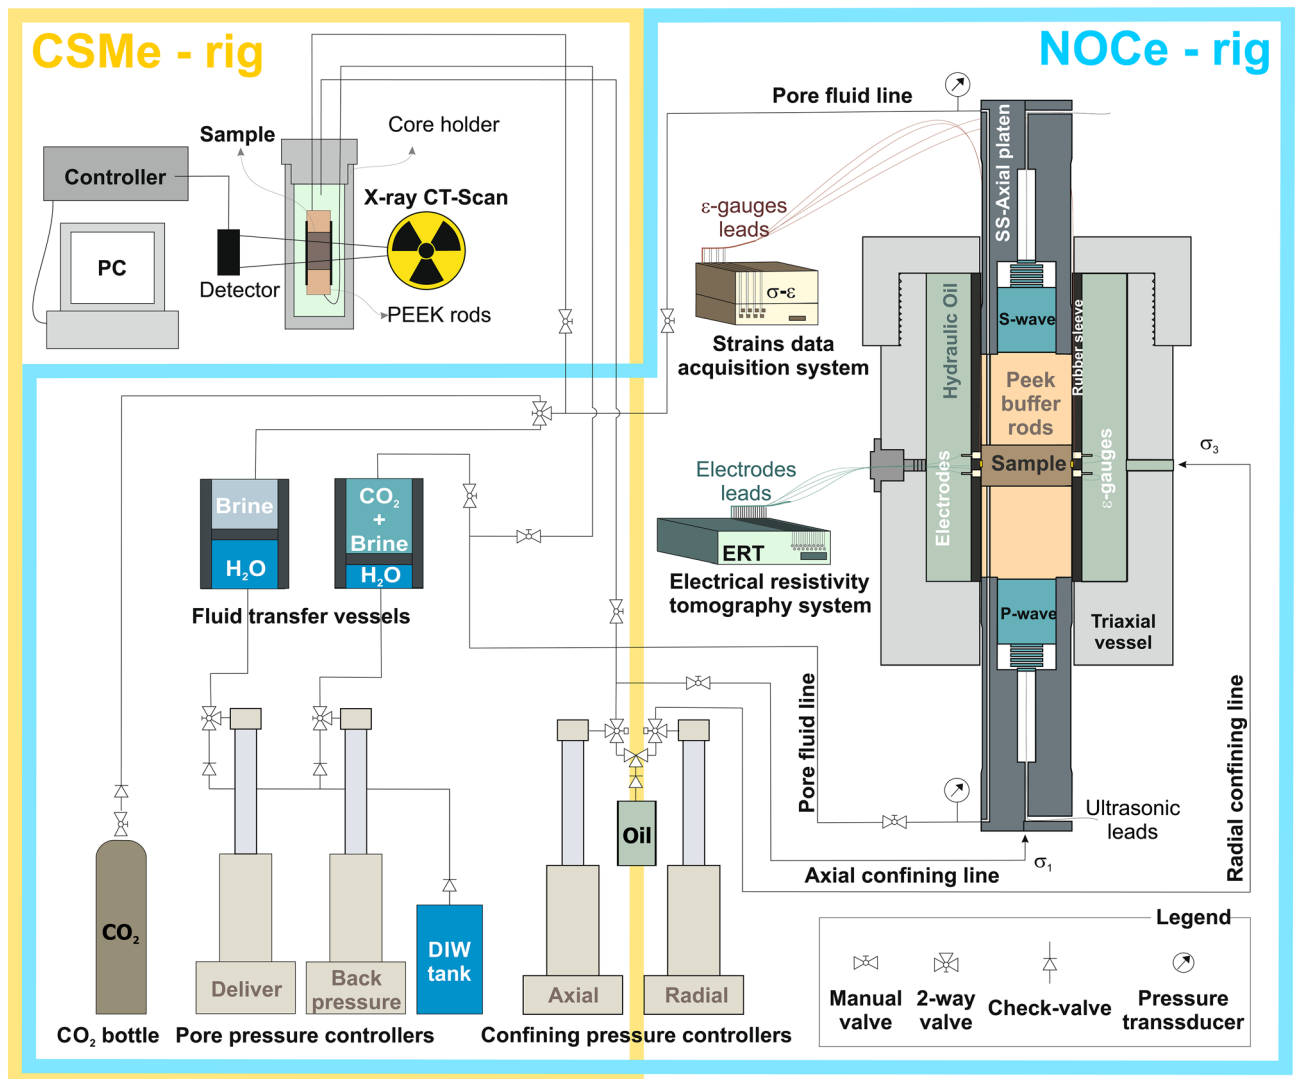 CSMe - rig
NOCe - rig
Sample
Core holder
Controller
X-ray CT-Scan
PC
Detector
PEEK rods
Pore fluid line
ε-gauges
leads
σ-ε
Strains data
acquisition system
SS-Axial platen
S-wave
Hydraulic Oil
Rubber sleeve
Peek
buffer
rods
Sample
Electrodes
ε-gauges
σ3
Electrodes
leads
ERT
Electrical resistivity
tomography system
P-wave
Triaxial
vessel
Brine
H2O
CO2
+
Brine
H2O
Fluid transfer vessels
Pore fluid line
Radial confining line
Ultrasonic
leads
σ1
Axial confining line
Oil
CO2
DIW
tank
Deliver
Back
pressure
Axial
Radial
CO2 bottle
Pore pressure controllers
Confining pressure controllers
Legend
Manual
valve
2-way
valve
Check-valve
Pressure
transsducer